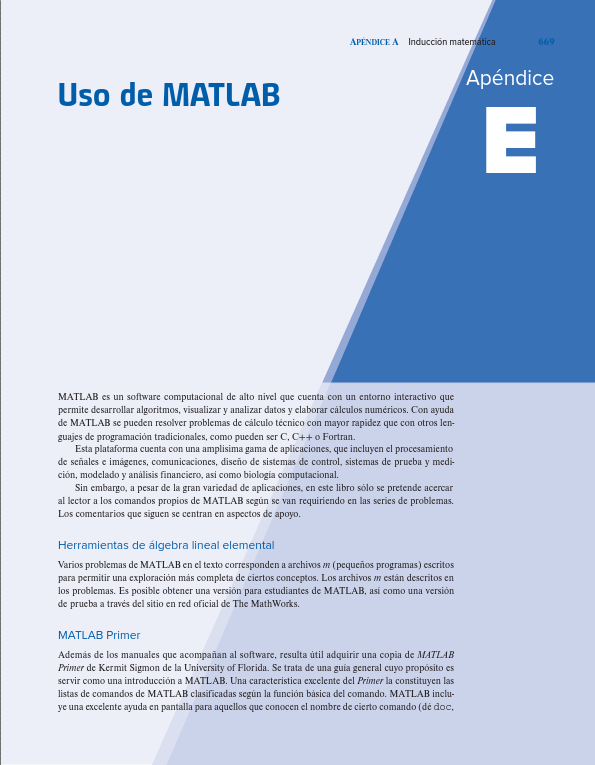 APÉNDICE A Inducción matemática 669
Apéndice
E
Uso de MATLAB
MATLAB es un software computacional de alto nivel que cuenta con un entorno interactivo que
permite desarrollar algoritmos, visualizar y analizar datos y elaborar cálculos numéricos. Con ayuda
de MATLAB se pueden resolver problemas de cálculo técnico con mayor rapidez que con otros len-
guajes de programación tradicionales, como pueden ser C, C++ o Fortran.
Esta plataforma cuenta con una amplísima gama de aplicaciones, que incluyen el procesamiento
de señales e imágenes, comunicaciones, diseño de sistemas de control, sistemas de prueba y medi-
ción, modelado y análisis financiero, así como biología computacional.
Sin embargo, a pesar de la gran variedad de aplicaciones, en este libro sólo se pretende acercar
al lector a los comandos propios de MATLAB según se van requiriendo en las series de problemas.
Los comentarios que siguen se centran en aspectos de apoyo.
Herramientas de álgebra lineal elemental
Varios problemas de MATLAB en el texto corresponden a archivos m (pequeños programas) escritos
para permitir una exploración más completa de ciertos conceptos. Los archivos m están descritos en
los problemas. Es posible obtener una versión para estudiantes de MATLAB, así como una versión
de prueba a través del sitio en red oficial de The MathWorks.
MATLAB Primer
Además de los manuales que acompañan al software, resulta útil adquirir una copia de MATLAB
Primer de Kermit Sigmon de la University of Florida. Se trata de una guía general cuyo propósito es
servir como una introducción a MATLAB. Una característica excelente del Primer la constituyen las
listas de comandos de MATLAB clasificadas según la función básica del comando. MATLAB inclu-
ye una excelente ayuda en pantalla para aquellos que conocen el nombre de cierto comando (dé doc,